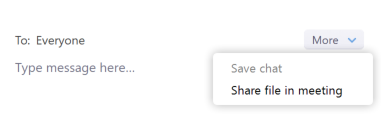 To: Everyone
More
Type message here...
Save chat
Share file in meeting